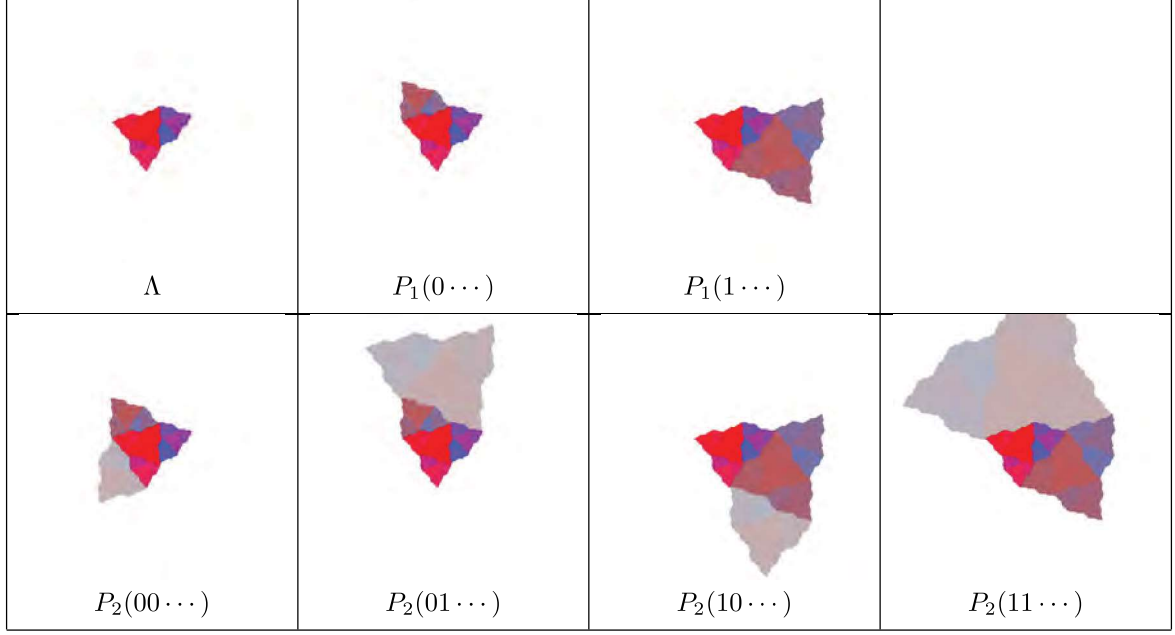 Λ P₁(0 ⋯) P₁(1 ⋯)
P₂(00 ⋯) P₂(01 ⋯) P₂(10 ⋯) P₂(11 ⋯)